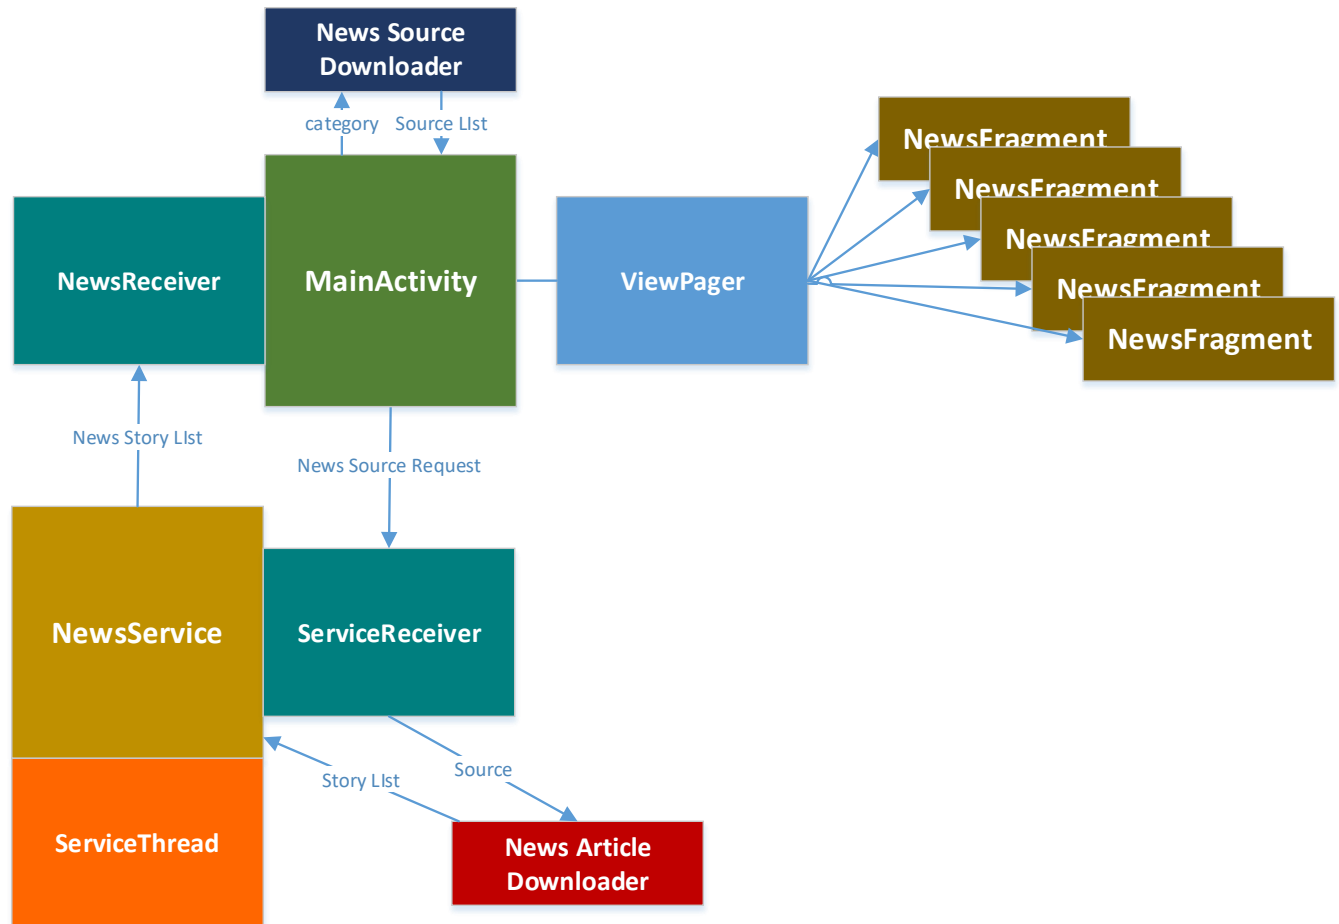 News Source
Downloader
category
Source LIst
NewsFragment
NewsFragment
NewsFragment
NewsFragment
NewsFragment
NewsReceiver
MainActivity
ViewPager
News Story LIst
News Source Request
NewsService
ServiceReceiver
Story LIst
Source
ServiceThread
News Article
Downloader